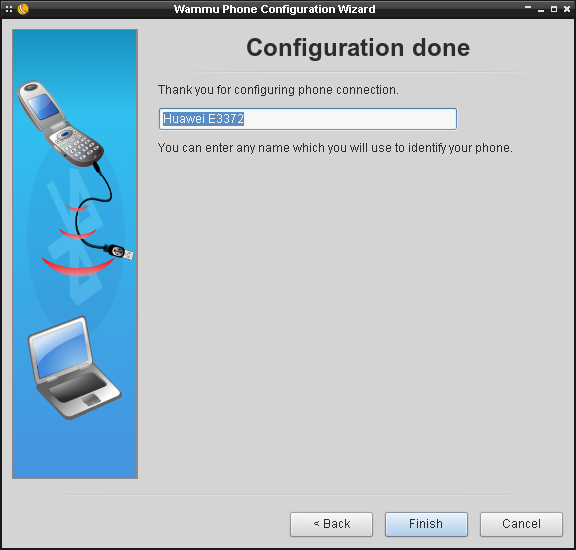 Wammu Phone Configuration Wizard
Configuration done
Thank you for configuring phone connection.
Huawei E3372
You can enter any name which you will use to identify your phone.
< Back
Finish
Cancel